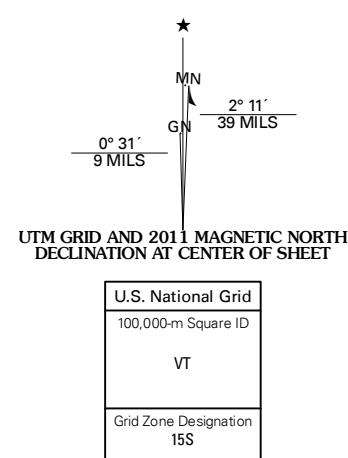 ★
MN
GN
2° 11´
39 MILS
0° 31´
9 MILS
UTM GRID AND 2011 MAGNETIC NORTH
DECLINATION AT CENTER OF SHEET
U.S. National Grid
100,000-m Square ID
VT
Grid Zone Designation
15S